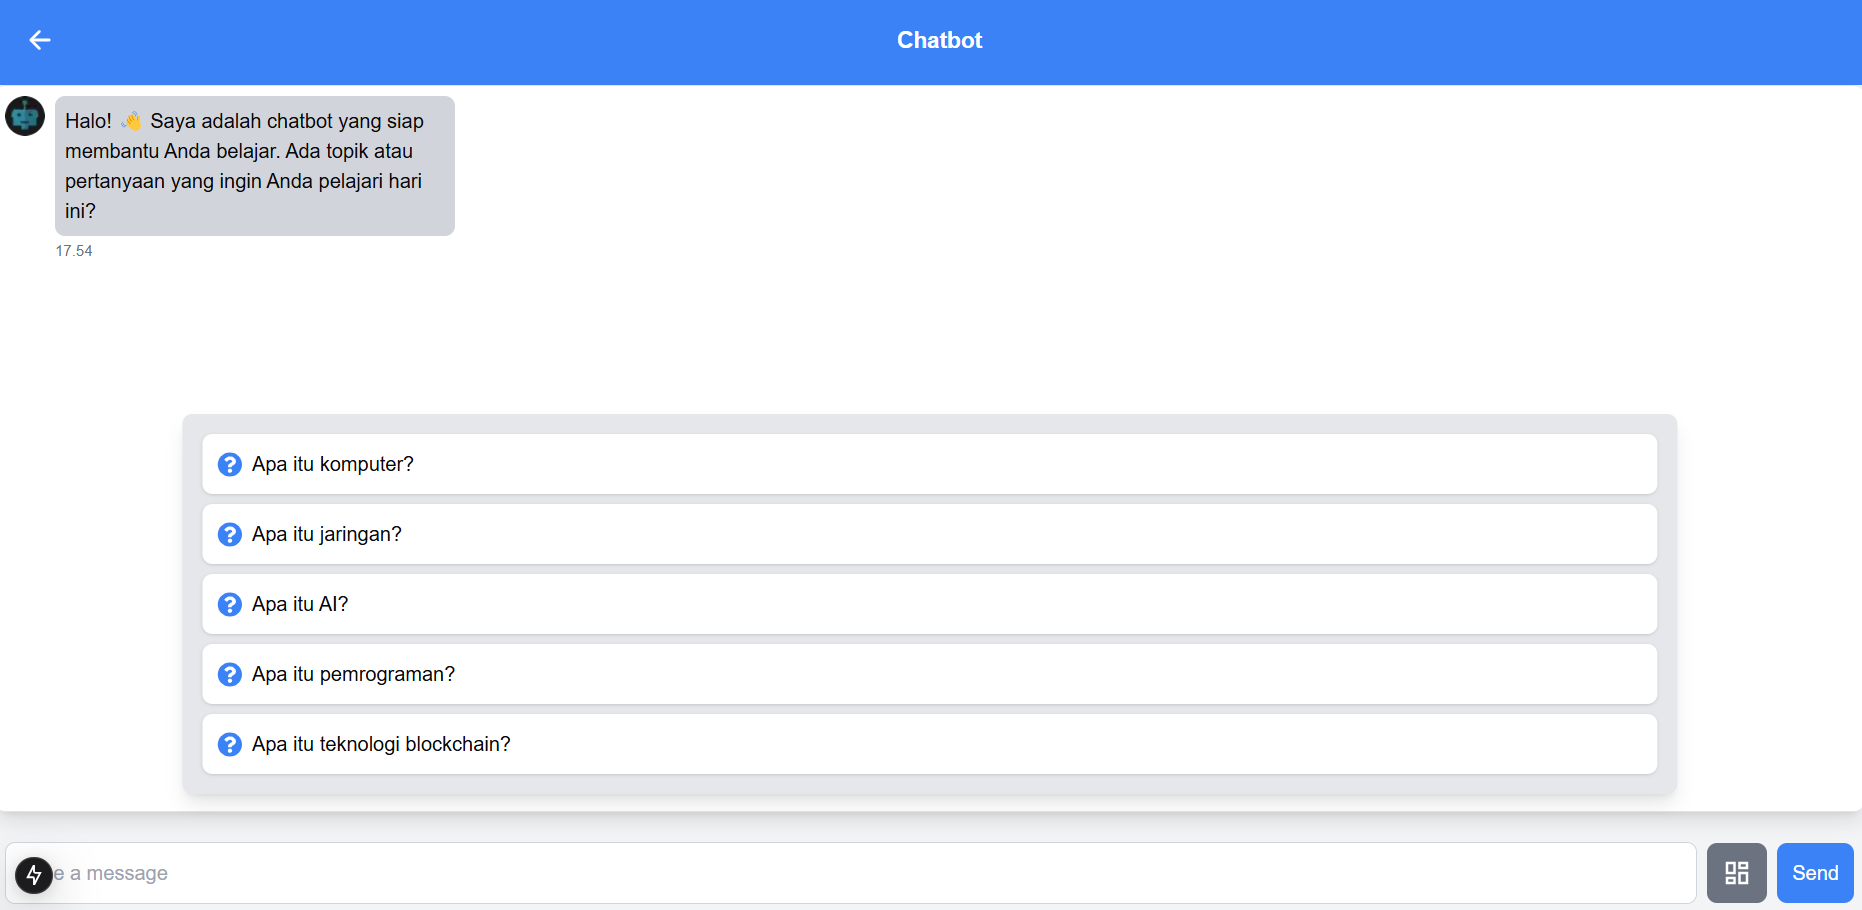 Chatbot
Halo! 👋 Saya adalah chatbot yang siap
membantu Anda belajar. Ada topik atau
pertanyaan yang ingin Anda pelajari hari
ini?
17.54
Apa itu komputer?
Apa itu jaringan?
Apa itu AI?
Apa itu pemrograman?
Apa itu teknologi blockchain?
e a message
Send